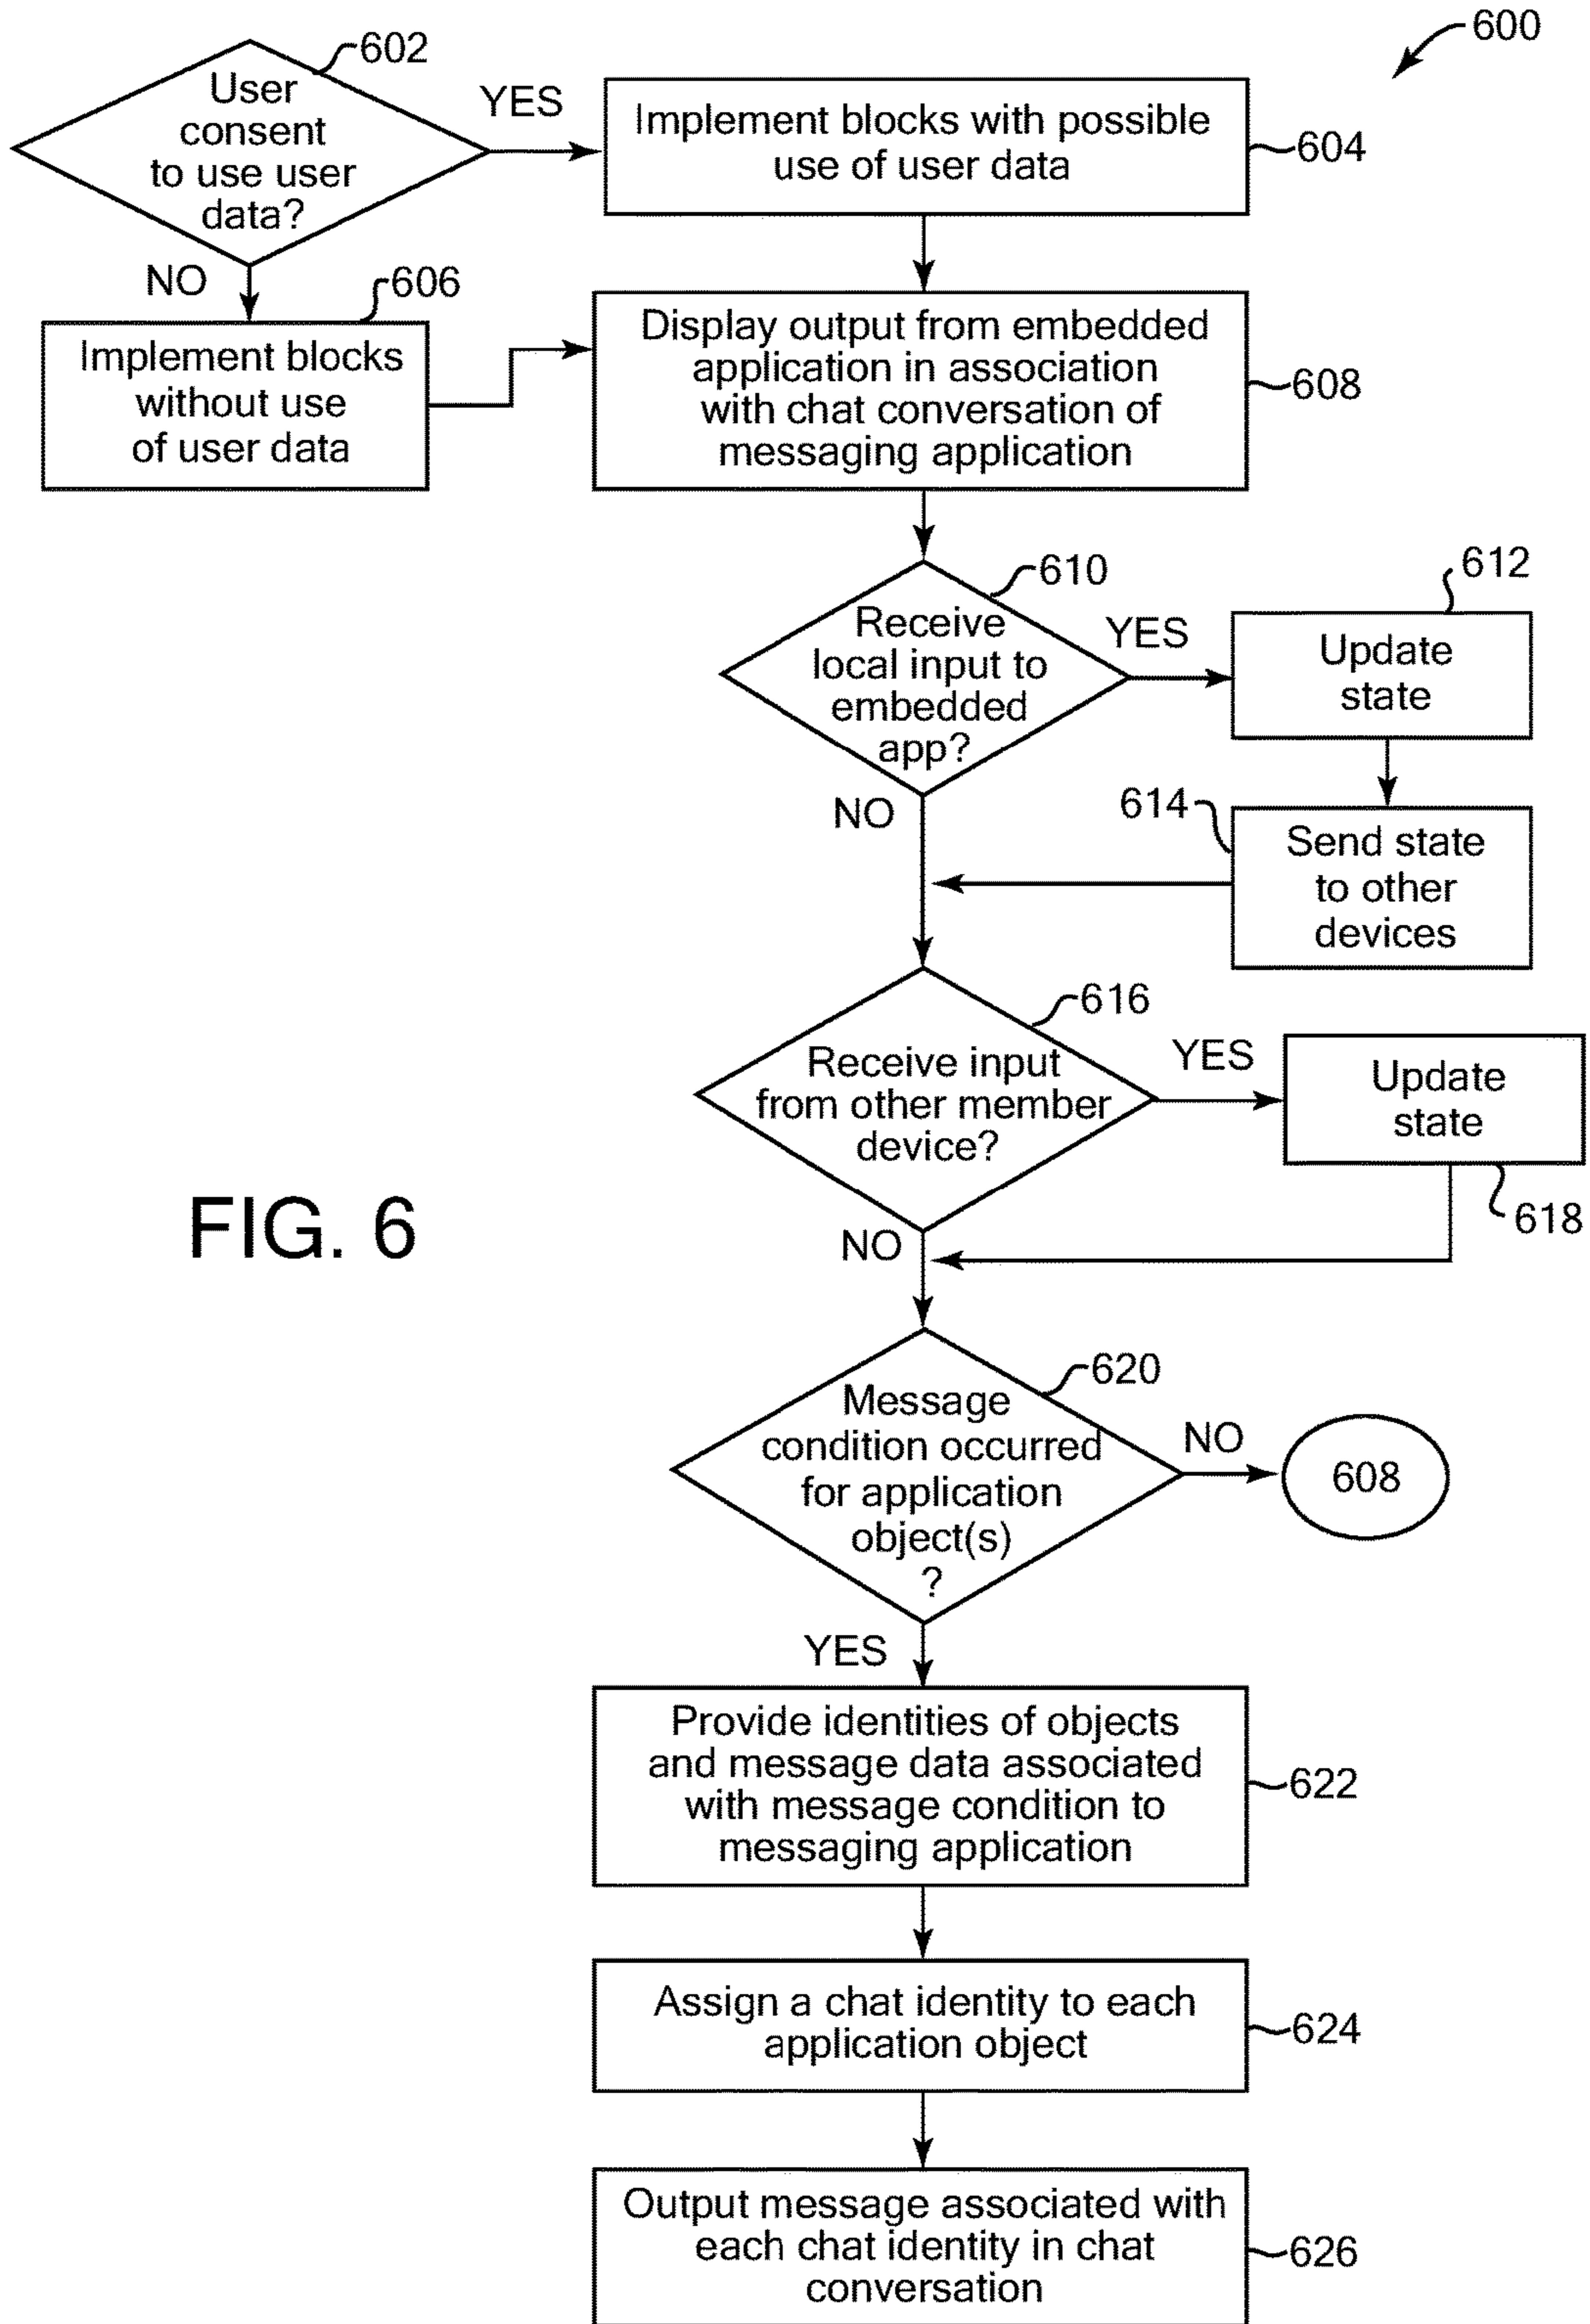 600
602
User
consent
to use user
data?
YES
Implement blocks with possible
use of user data
604
NO
606
Implement blocks
without use
of user data
Display output from embedded
application in association
with chat conversation of
messaging application
608
610
Receive
local input to
embedded
app?
YES
612
Update
state
NO
614
Send state
to other
devices
616
Receive input
from other member
device?
YES
Update
state
618
FIG. 6
NO
620
Message
condition occurred
for application
object(s)
?
NO
608
YES
Provide identities of objects
and message data associated
with message condition to
messaging application
622
Assign a chat identity to each
application object
624
Output message associated with
each chat identity in chat
conversation
626